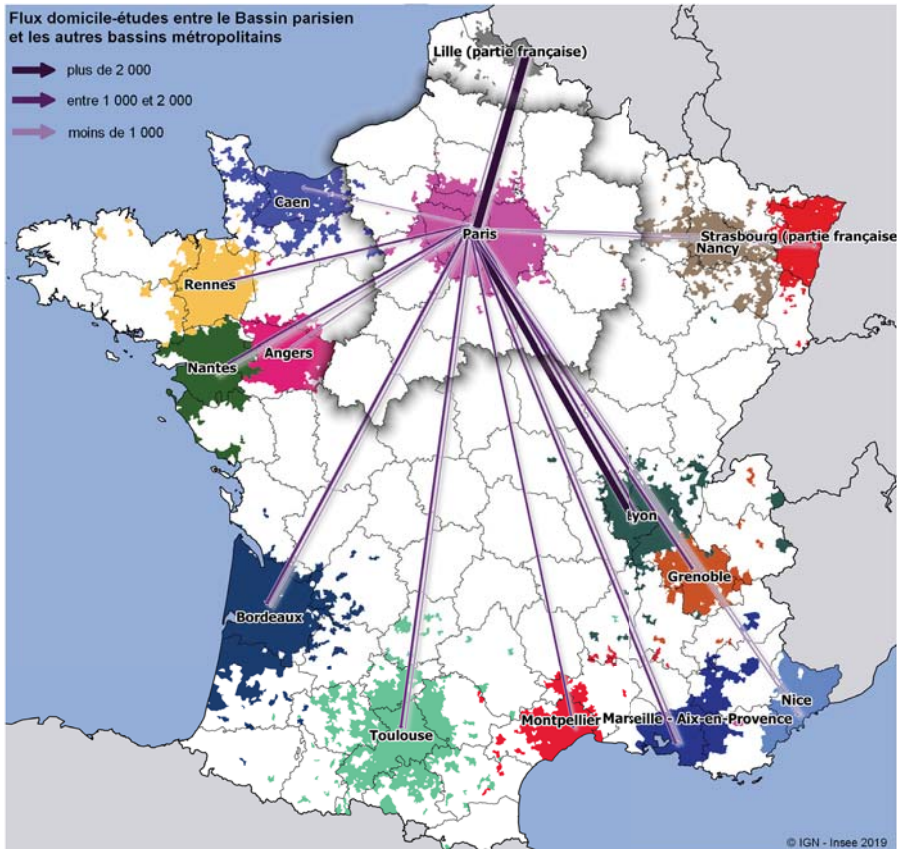 Flux domicile-études entre le Bassin parisien
et les autres bassins métropolitains
plus de 2 000
entre 1 000 et 2 000
moins de 1 000
Lille (partie française)
Caen
Paris
Strasbourg (partie française
Nancy
Rennes
Angers
Nantes
Lyon
Grenoble
Bordeaux
Nice
Montpellier
Marseille - Aix-en-Provence
Toulouse
© IGN - Insee 2019